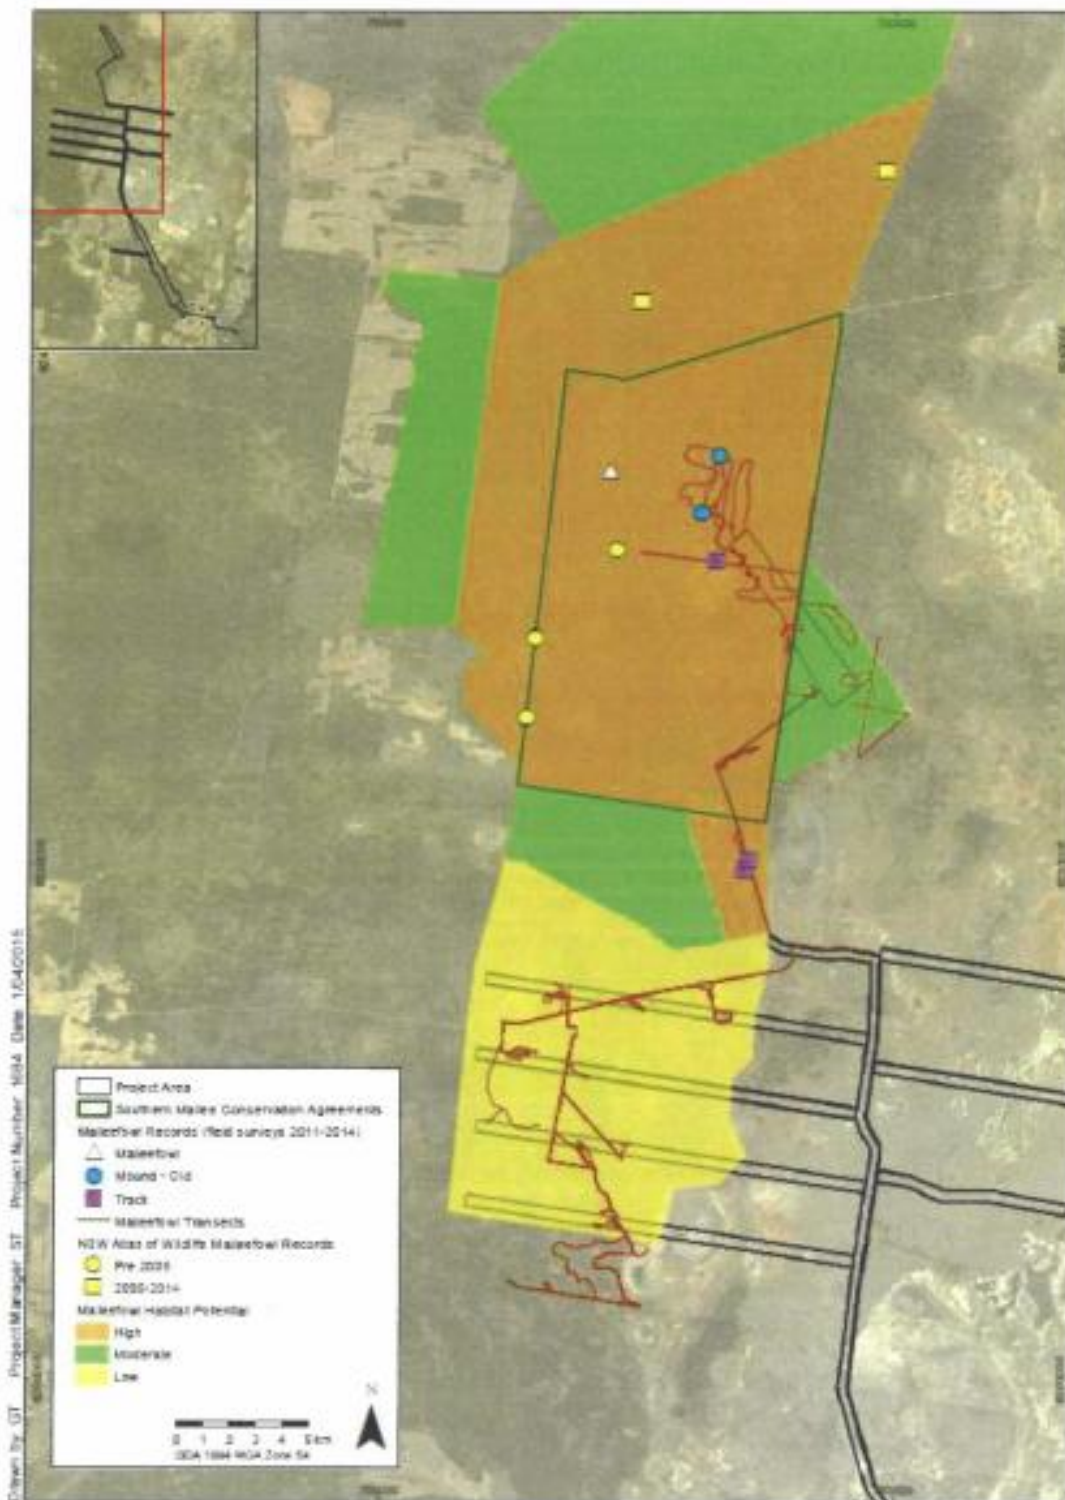 Project Area
Southern Mallee Conservation Agreements
Malleefowl Records (field surveys 2011-2014)
Malleefowl
Mound - Old
Track
Malleefowl Transects
NSW Atlas of Wildlife Malleefowl Records
Pre 2000
2000-2014
Malleefowl Habitat Potential
High
Moderate
Low
N
0 1 2 3 4 5 km
GDA 1994 MGA Zone 54
Drawn by GT Project Manager ST Project Number 1684 Date 1/04/2015